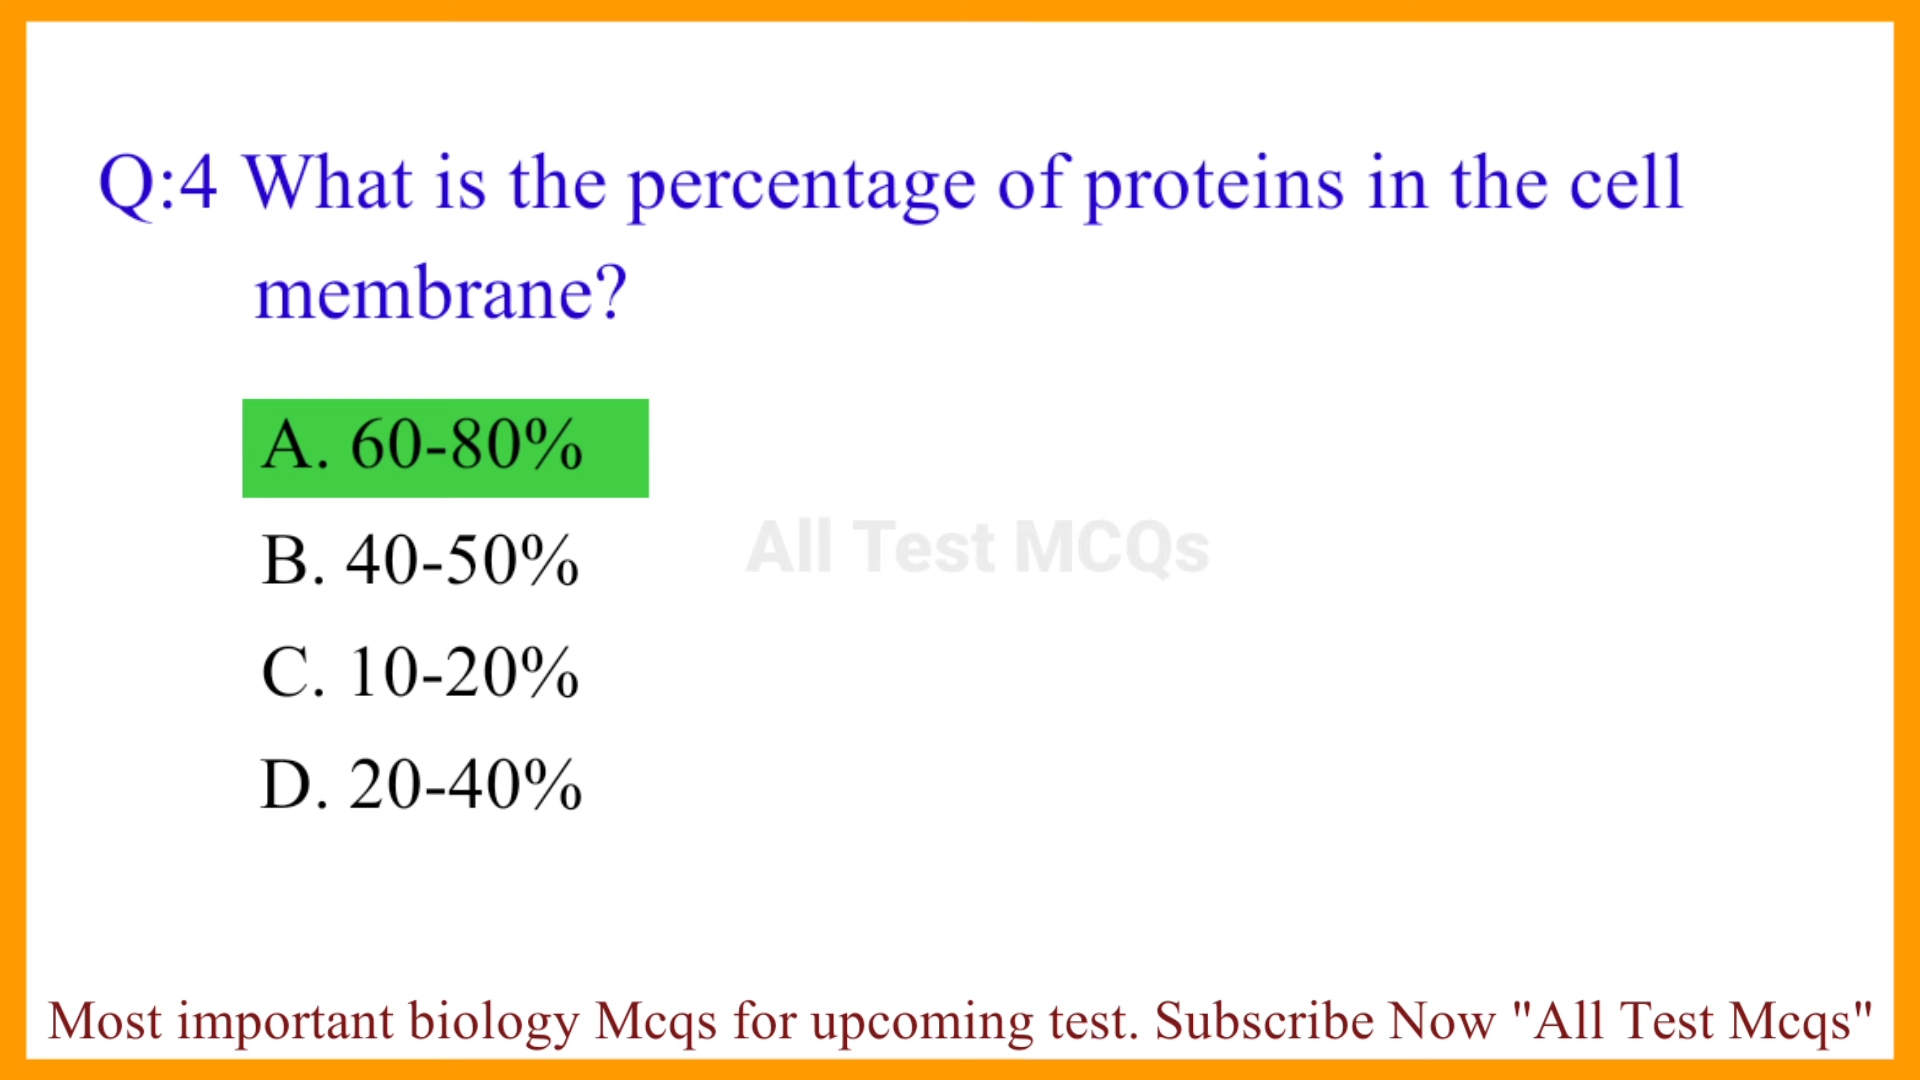 Q:4 What is the percentage of proteins in the cell
membrane?
A. 60-80%
B. 40-50%
All Test MCQs
C. 10-20%
D. 20-40%
Most important biology Mcqs for upcoming test. Subscribe Now "All Test Mcqs"